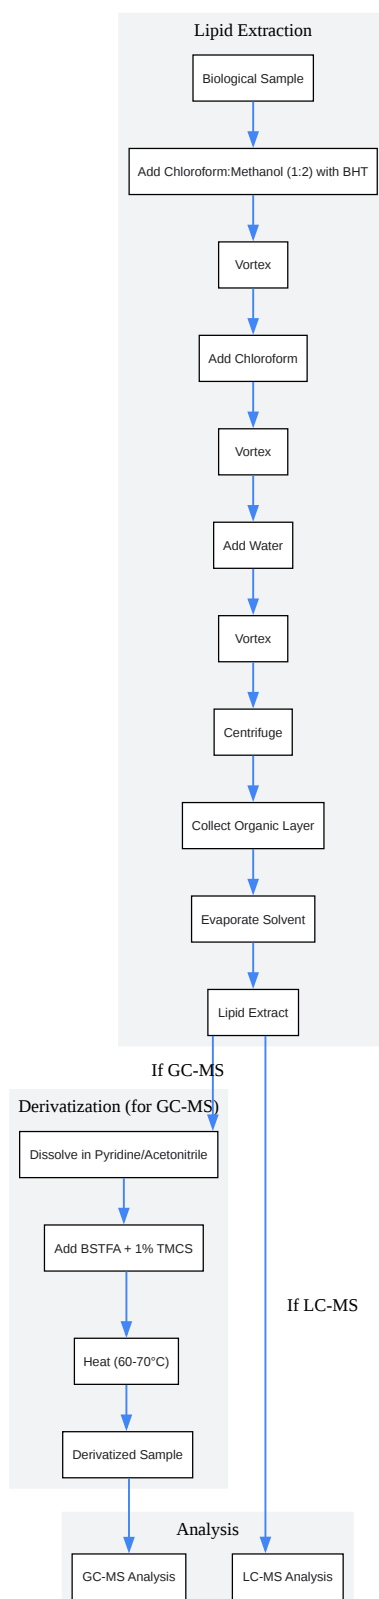 Lipid Extraction
Biological Sample
Add Chloroform:Methanol (1:2) with BHT
Vortex
Add Chloroform
Vortex
Add Water
Vortex
Centrifuge
Collect Organic Layer
Evaporate Solvent
Lipid Extract
If GC-MS
Derivatization (for GC-MS)
Dissolve in Pyridine/Acetonitrile
Add BSTFA + 1% TMCS
If LC-MS
Heat (60-70°C)
Derivatized Sample
Analysis
GC-MS Analysis
LC-MS Analysis